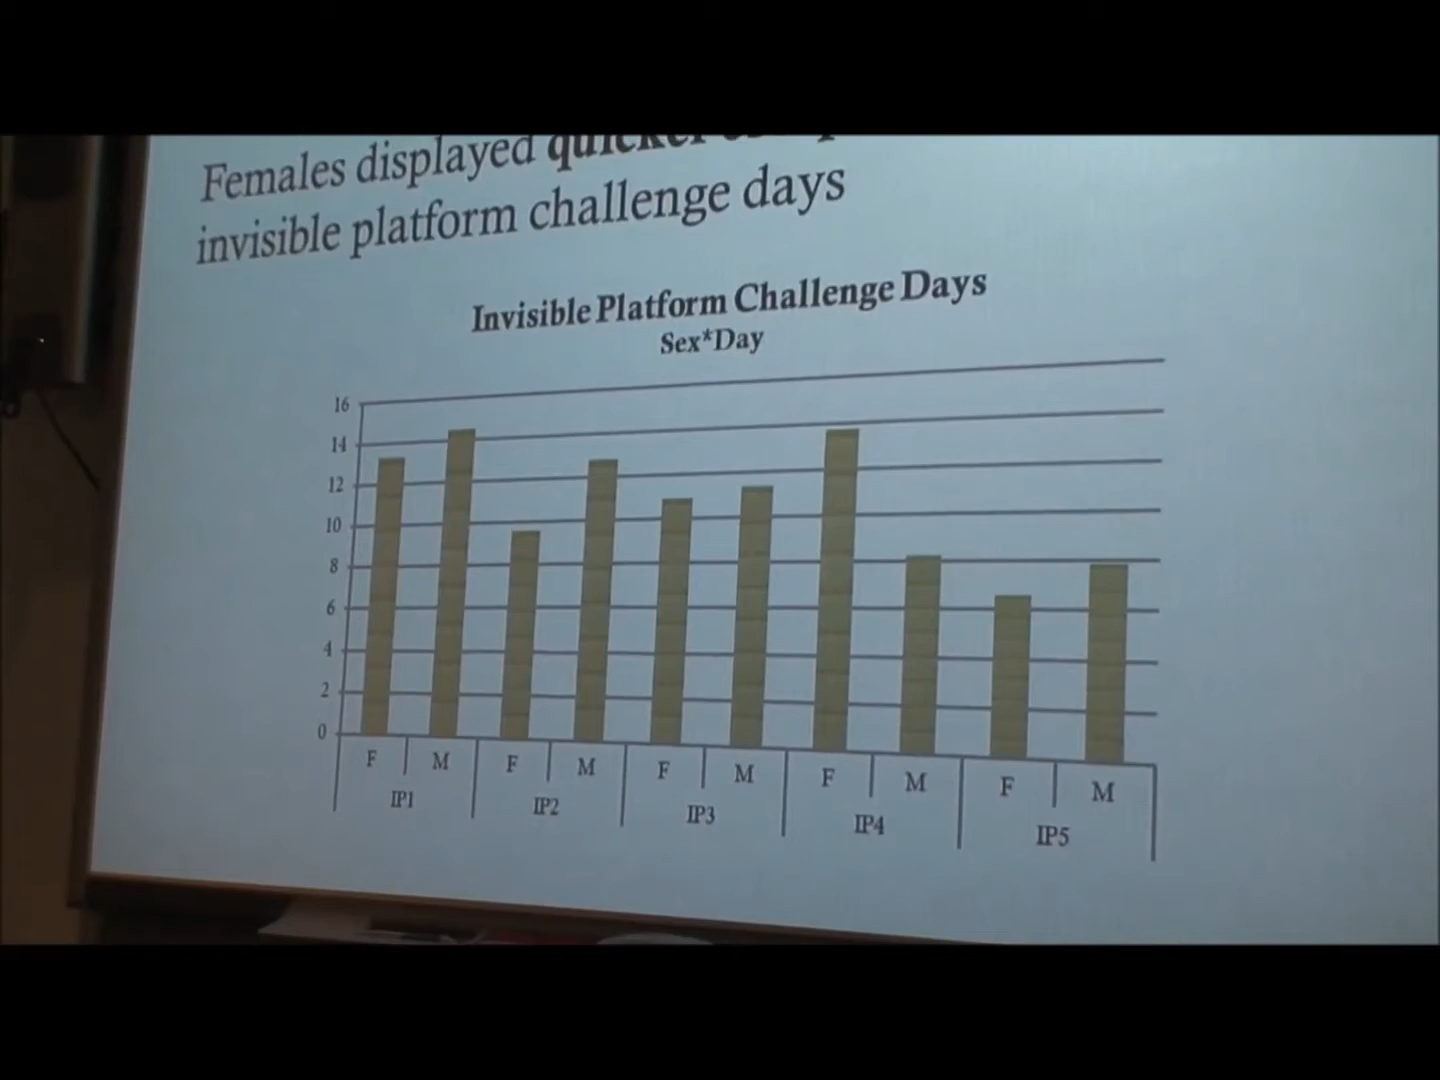 Females displayed quicker
invisible platform challenge days
Invisible Platform Challenge Days
Sex*Day
16
14
12
10
8
6
4
2
0
F M F M F M F M F M
IP1 IP2 IP3 IP4 IP5